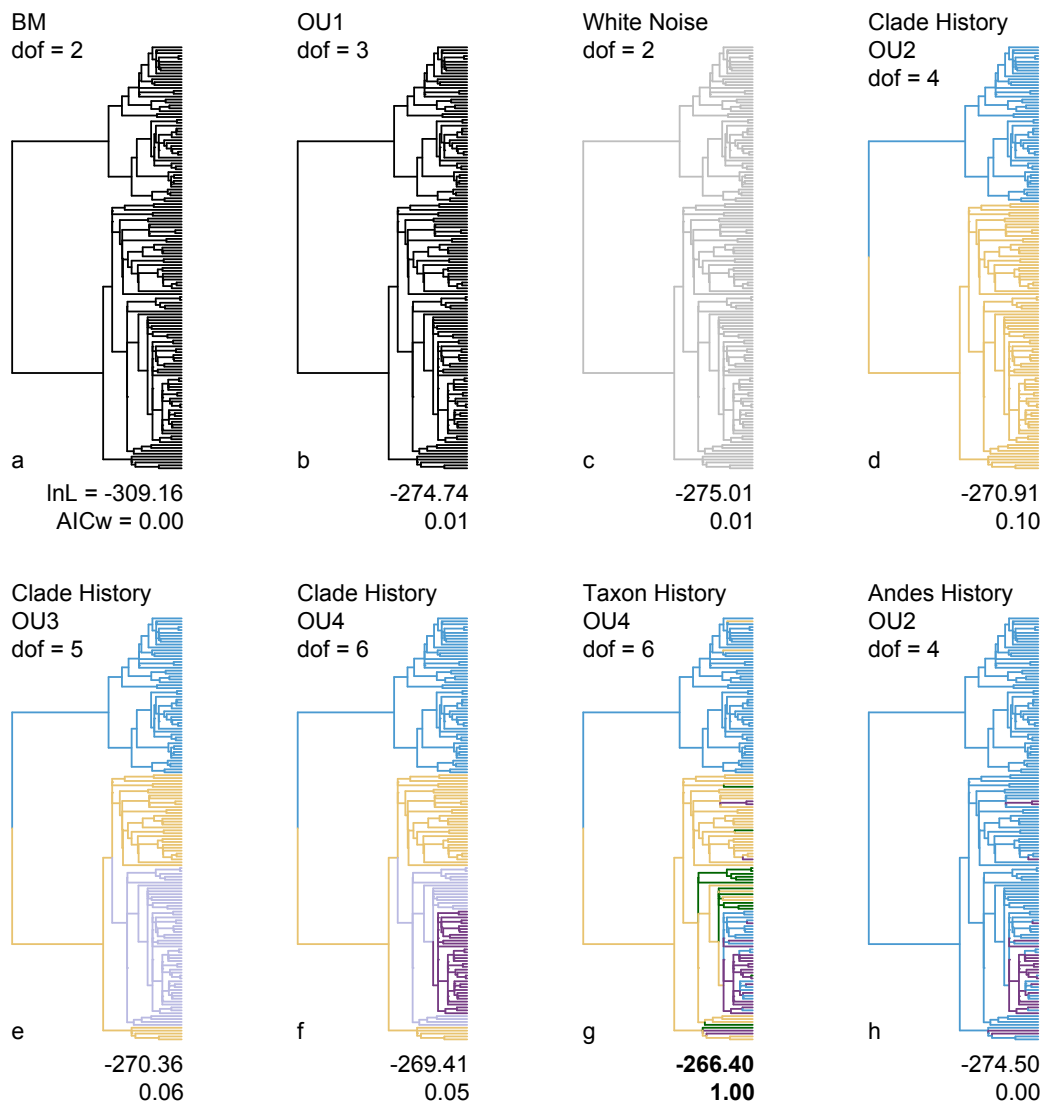 BM
dof = 2
OU1
dof = 3
White Noise
dof = 2
Clade History
OU2
dof = 4
a
b
c
d
lnL = -309.16
AICw = 0.00
-274.74
0.01
-275.01
0.01
-270.91
0.10
Clade History
OU3
dof = 5
Clade History
OU4
dof = 6
Taxon History
OU4
dof = 6
Andes History
OU2
dof = 4
e
f
g
h
-270.36
0.06
-269.41
0.05
-266.40
1.00
-274.50
0.00